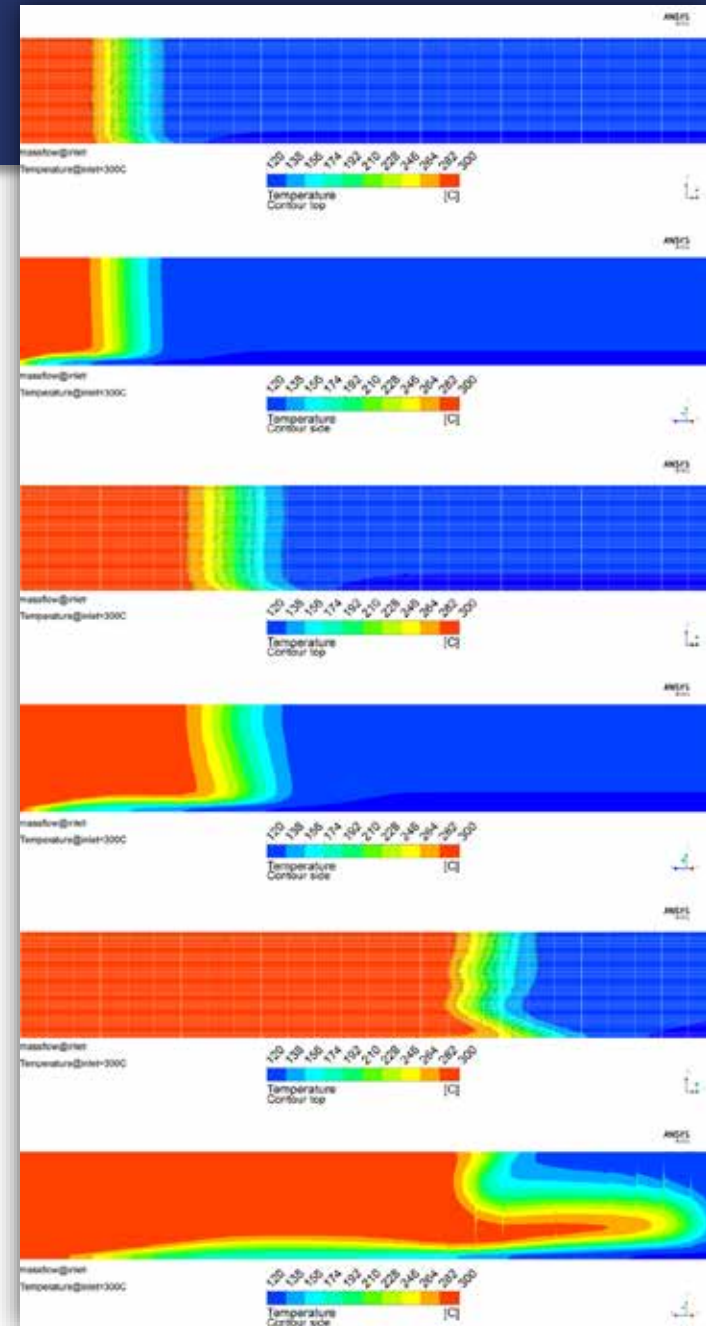 ANSYS
massflow@inlet
Temperature@inlet=300C
120 138 156 174 192 210 228 246 264 282 300
Temperature [C]
Contour top
ANSYS
massflow@inlet
Temperature@inlet=300C
120 138 156 174 192 210 228 246 264 282 300
Temperature [C]
Contour side
ANSYS
massflow@inlet
Temperature@inlet=300C
120 138 156 174 192 210 228 246 264 282 300
Temperature [C]
Contour top
ANSYS
massflow@inlet
Temperature@inlet=300C
120 138 156 174 192 210 228 246 264 282 300
Temperature [C]
Contour side
ANSYS
massflow@inlet
Temperature@inlet=300C
120 138 156 174 192 210 228 246 264 282 300
Temperature [C]
Contour top
ANSYS
massflow@inlet
Temperature@inlet=300C
120 138 156 174 192 210 228 246 264 282 300
Temperature [C]
Contour side